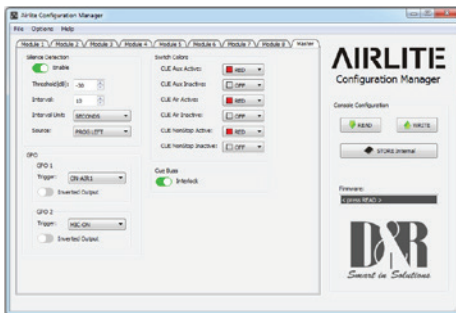 Airlite Configuration Manager
File Options Help
Module 1 Module 2 Module 3 Module 4 Module 5 Module 6 Module 7 Module 8 Master
Silence Detection
Enable
Threshold(dB): -30
Interval: 10
Interval Unit: SECONDS
Source: PROG LEFT
GPO
GPO 1
Trigger: ON-AIR1
Inverted Output
GPO 2
Trigger: MIC-ON
Inverted Output
Switch Colors
CUE Aux Active: RED
CUE Aux Inactive: OFF
CUE Air Active: RED
CUE Air Inactive: OFF
CUE NonStop Active: RED
CUE NonStop Inactive: OFF
Cue Buss
Interlock
AIRLITE
Configuration Manager
Console Configuration
READ WRITE
STORE Internal
Firmware:
< press READ >
D&R
Smart in Solutions